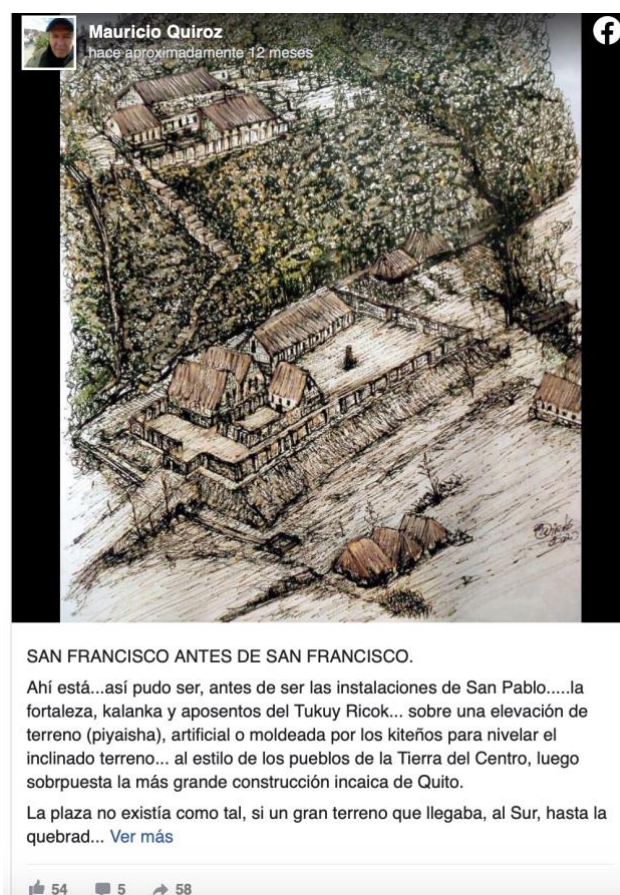 Mauricio Quiroz
hace aproximadamente 12 meses
SAN FRANCISCO ANTES DE SAN FRANCISCO.
Ahí está...así pudo ser, antes de ser las instalaciones de San Pablo.....la
fortaleza, kalanka y aposentos del Tukuy Ricok... sobre una elevación de
terreno (piyaisha), artificial o moldeada por los kiteños para nivelar el
inclinado terreno... al estilo de los pueblos de la Tierra del Centro, luego
sobrpuesta la más grande construcción incaica de Quito.
La plaza no existía como tal, si un gran terreno que llegaba, al Sur, hasta la
quebrad... Ver más
54 5 58